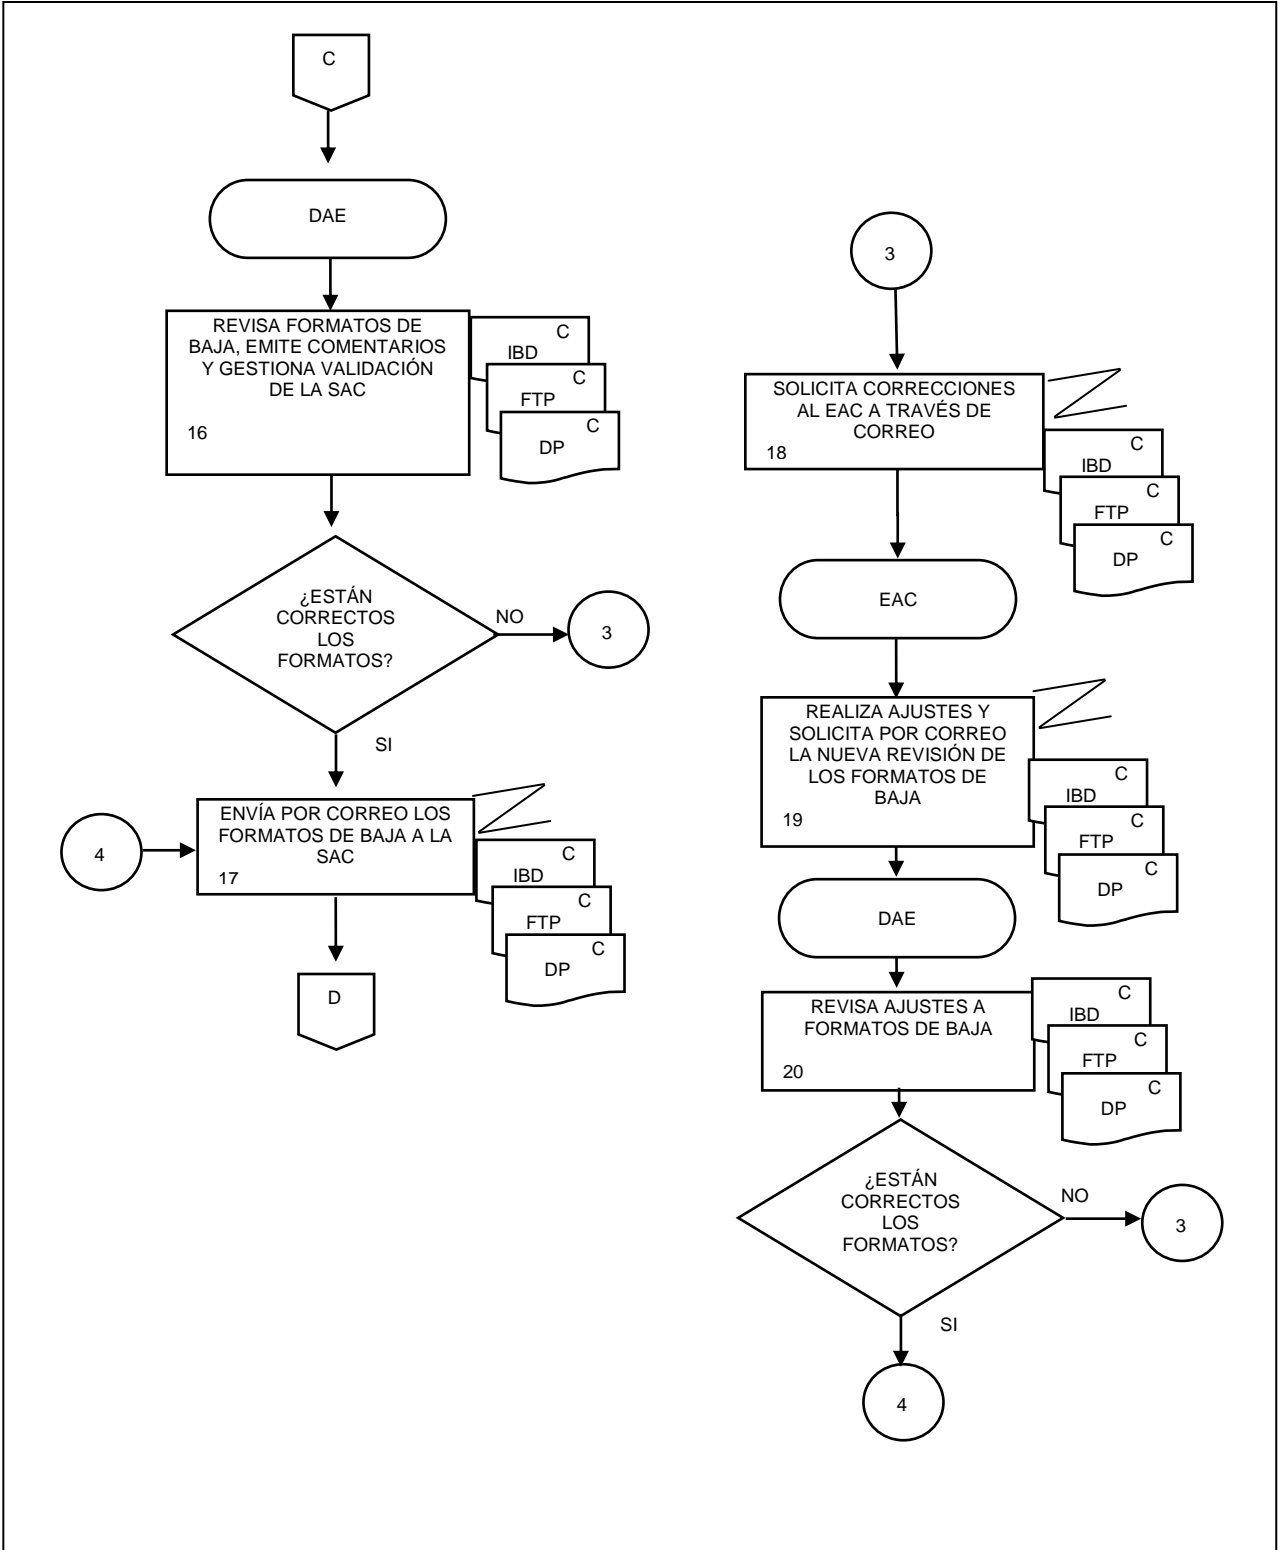 C
DAE
REVISA FORMATOS DE
BAJA, EMITE COMENTARIOS
Y GESTIONA VALIDACIÓN
DE LA SAC
16
C
IBD
C
FTP
C
DP
¿ESTÁN
CORRECTOS
LOS
FORMATOS?
NO
3
SI
4
ENVÍA POR CORREO LOS
FORMATOS DE BAJA A LA
SAC
17
C
IBD
C
FTP
C
DP
D
3
SOLICITA CORRECCIONES
AL EAC A TRAVÉS DE
CORREO
18
C
IBD
C
FTP
C
DP
EAC
REALIZA AJUSTES Y
SOLICITA POR CORREO
LA NUEVA REVISIÓN DE
LOS FORMATOS DE
BAJA
19
C
IBD
C
FTP
C
DP
DAE
REVISA AJUSTES A
FORMATOS DE BAJA
20
C
IBD
C
FTP
C
DP
¿ESTÁN
CORRECTOS
LOS
FORMATOS?
NO
3
SI
4